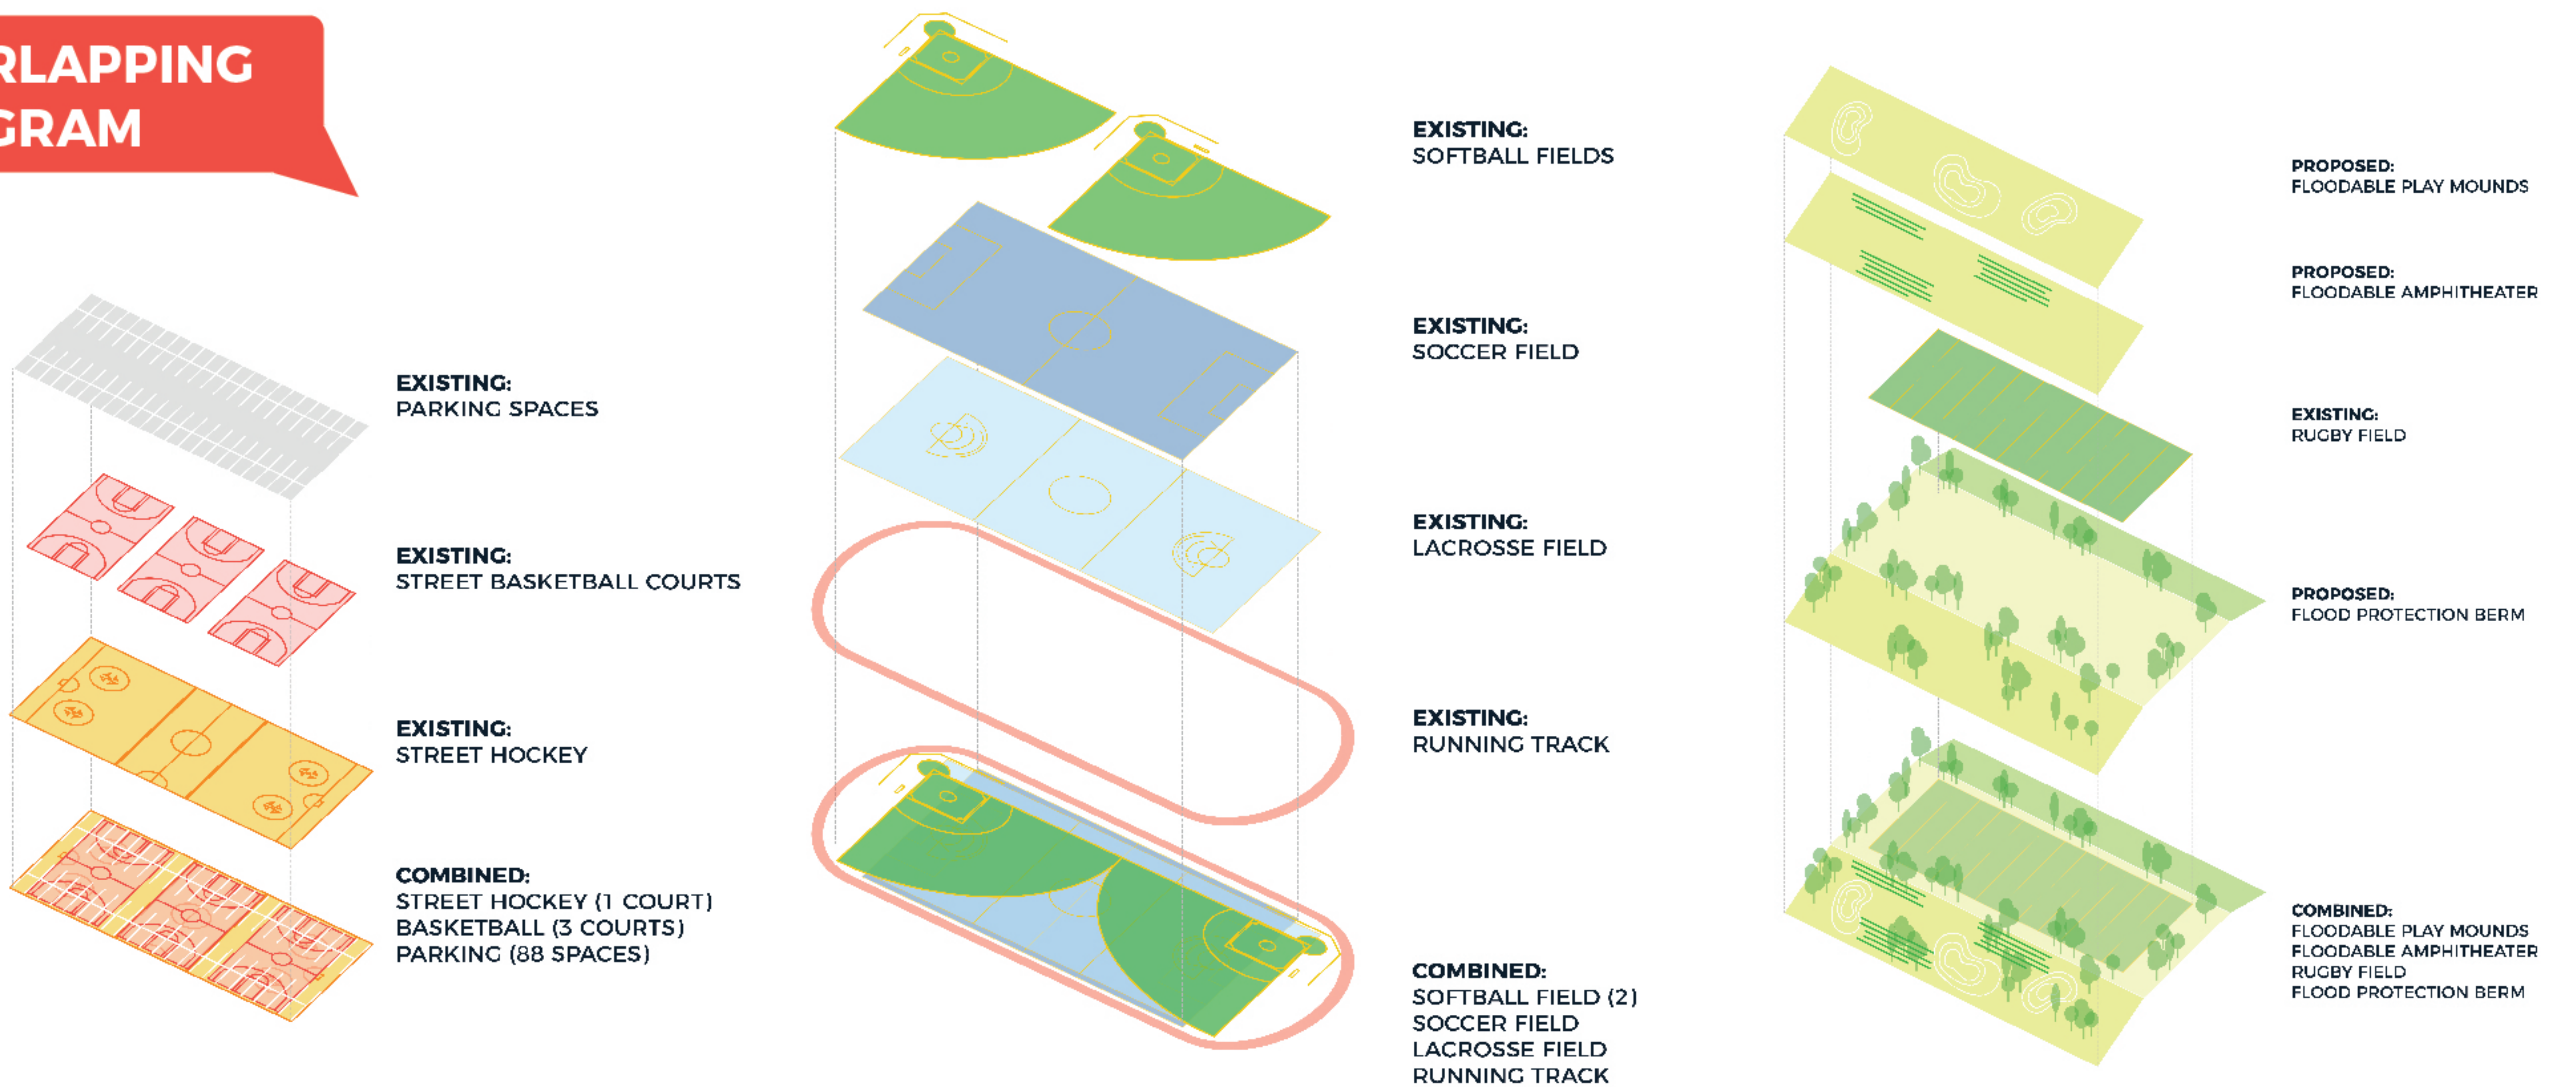 RLAPPING
GRAM
EXISTING:
PARKING SPACES
EXISTING:
STREET BASKETBALL COURTS
EXISTING:
STREET HOCKEY
COMBINED:
STREET HOCKEY (1 COURT)
BASKETBALL (3 COURTS)
PARKING (88 SPACES)
EXISTING:
SOFTBALL FIELDS
EXISTING:
SOCCER FIELD
EXISTING:
LACROSSE FIELD
EXISTING:
RUNNING TRACK
COMBINED:
SOFTBALL FIELD (2)
SOCCER FIELD
LACROSSE FIELD
RUNNING TRACK
PROPOSED:
FLOODABLE PLAY MOUNDS
PROPOSED:
FLOODABLE AMPHITHEATER
EXISTING:
RUGBY FIELD
PROPOSED:
FLOOD PROTECTION BERM
COMBINED:
FLOODABLE PLAY MOUNDS
FLOODABLE AMPHITHEATER
RUGBY FIELD
FLOOD PROTECTION BERM